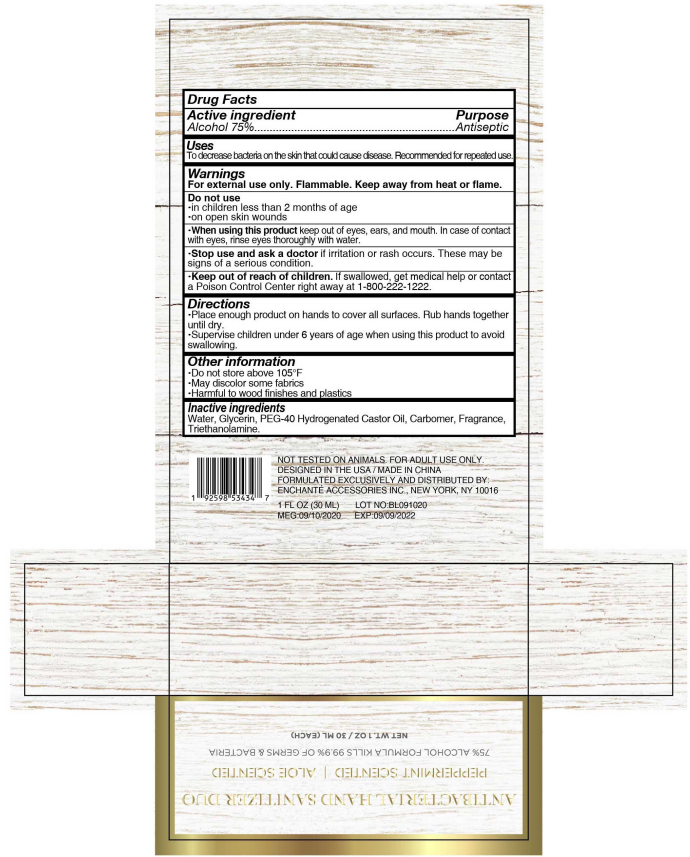 Drug Facts
Active ingredient Purpose
Alcohol 75%......................................................Antiseptic
Uses
To decrease bacteria on the skin that could cause disease. Recommended for repeated use.
Warnings
For external use only. Flammable. Keep away from heat or flame.
Do not use
•in children less than 2 months of age
•on open skin wounds
•When using this product keep out of eyes, ears, and mouth. In case of contact
with eyes, rinse eyes thoroughly with water.
•Stop use and ask a doctor if irritation or rash occurs. These may be
signs of a serious condition.
•Keep out of reach of children. If swallowed, get medical help or contact
a Poison Control Center right away at 1-800-222-1222.
Directions
•Place enough product on hands to cover all surfaces. Rub hands together
until dry.
•Supervise children under 6 years of age when using this product to avoid
swallowing.
Other information
•Do not store above 105°F
•May discolor some fabrics
•Harmful to wood finishes and plastics
Inactive ingredients
Water, Glycerin, PEG-40 Hydrogenated Castor Oil, Carbomer, Fragrance,
Triethanolamine.
1 92598 53434 7
NOT TESTED ON ANIMALS. FOR ADULT USE ONLY.
DESIGNED IN THE USA / MADE IN CHINA
FORMULATED EXCLUSIVELY AND DISTRIBUTED BY:
ENCHANTÉ ACCESSORIES INC., NEW YORK, NY 10016
1 FL OZ (30 ML) LOT NO:BL091020
MEG:09/10/2020 EXP:09/09/2022
ANTIBACTERIAL HAND SANITIZER DUO
PEPPERMINT SCENTED | ALOE SCENTED
75% ALCOHOL FORMULA KILLS 99.9% OF GERMS & BACTERIA
NET WT. 1 OZ / 30 ML (EACH)